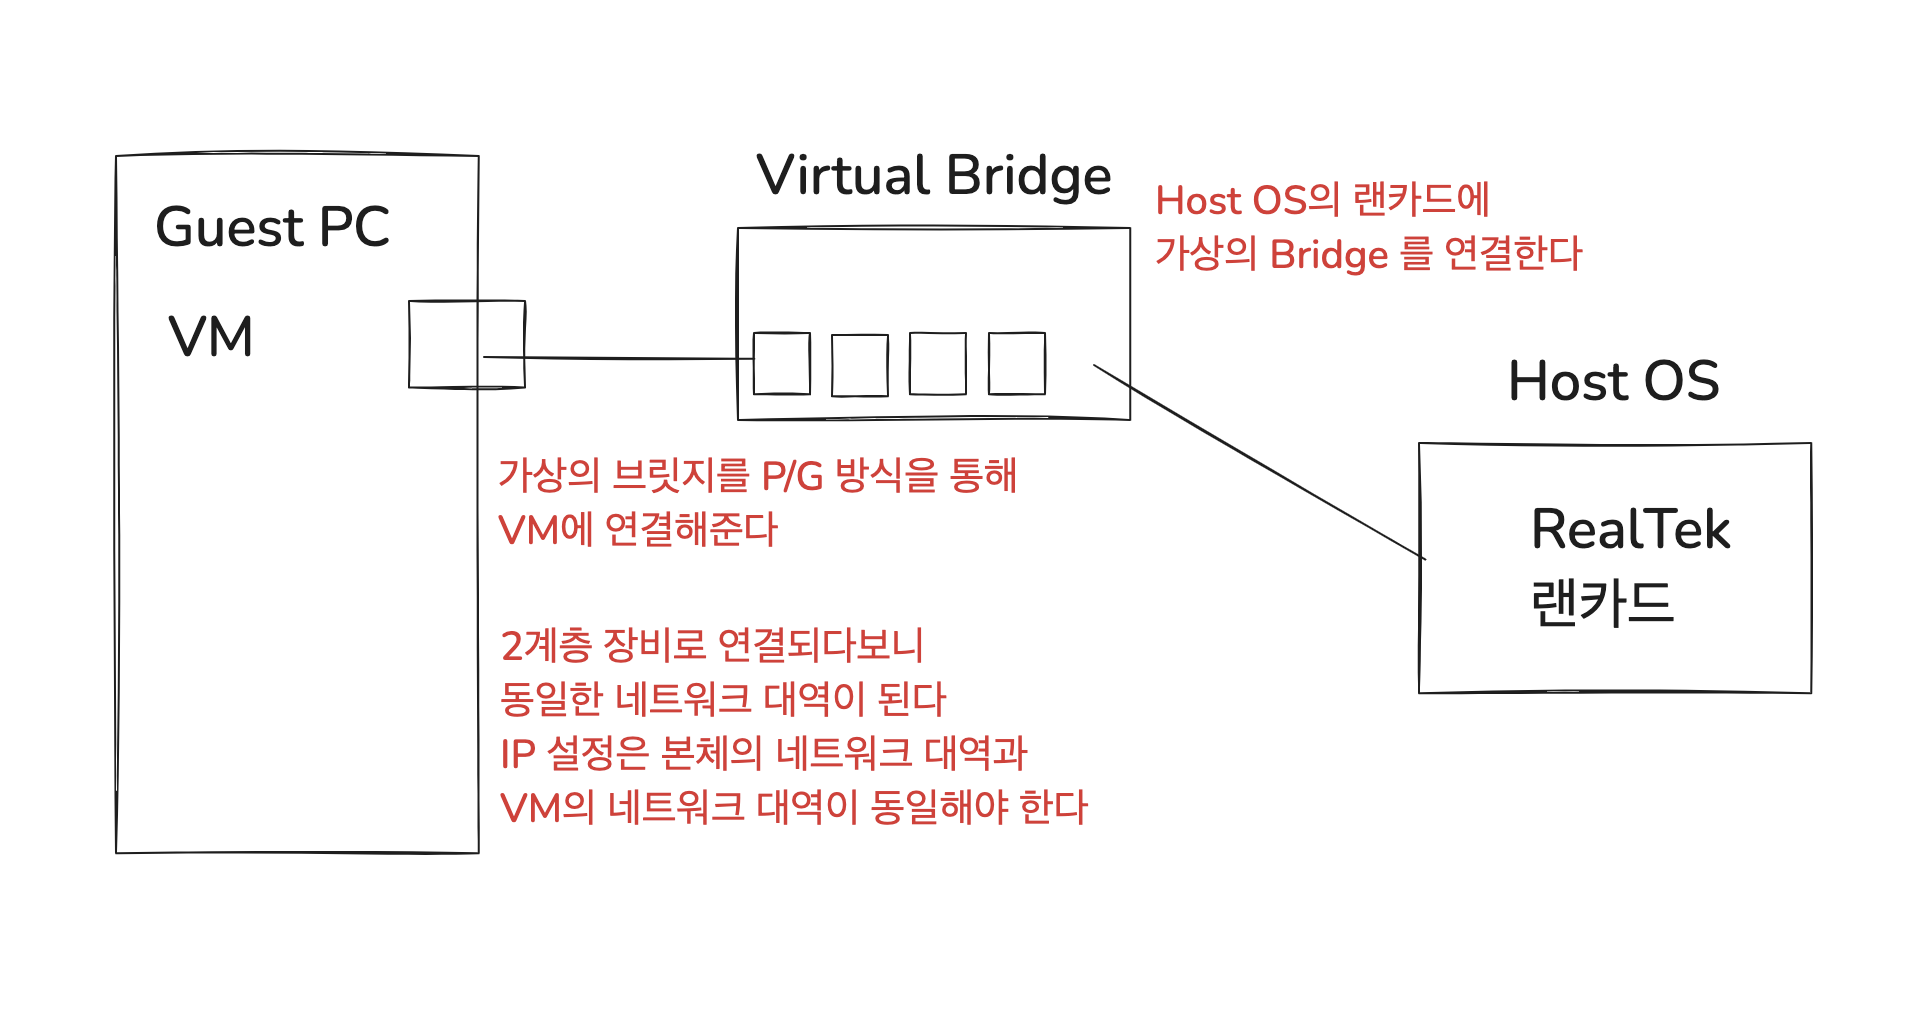 Guest PC
VM
Virtual Bridge
Host OS의 랜카드에
가상의 Bridge 를 연결한다
Host OS
RealTek
랜카드
가상의 브릿지를 P/G 방식을 통해
VM에 연결해준다
2계층 장비로 연결되다보니
동일한 네트워크 대역이 된다
IP 설정은 본체의 네트워크 대역과
VM의 네트워크 대역이 동일해야 한다